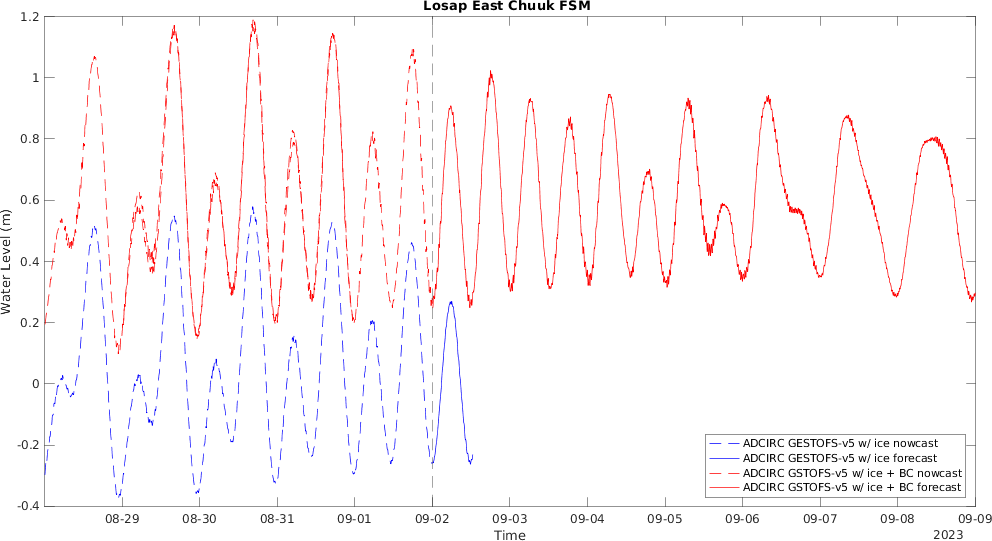 Losap East Chuuk FSM
1.2
1
0.8
0.6
0.4
0.2
0
-0.2
-0.4
Water Level (m)
ADCIRC GESTOFS-v5 w/ ice nowcast
ADCIRC GESTOFS-v5 w/ ice forecast
ADCIRC GSTOFS-v5 w/ ice + BC nowcast
ADCIRC GSTOFS-v5 w/ ice + BC forecast
08-29 08-30 08-31 09-01 09-02 09-03 09-04 09-05 09-06 09-07 09-08 09-09
Time
2023